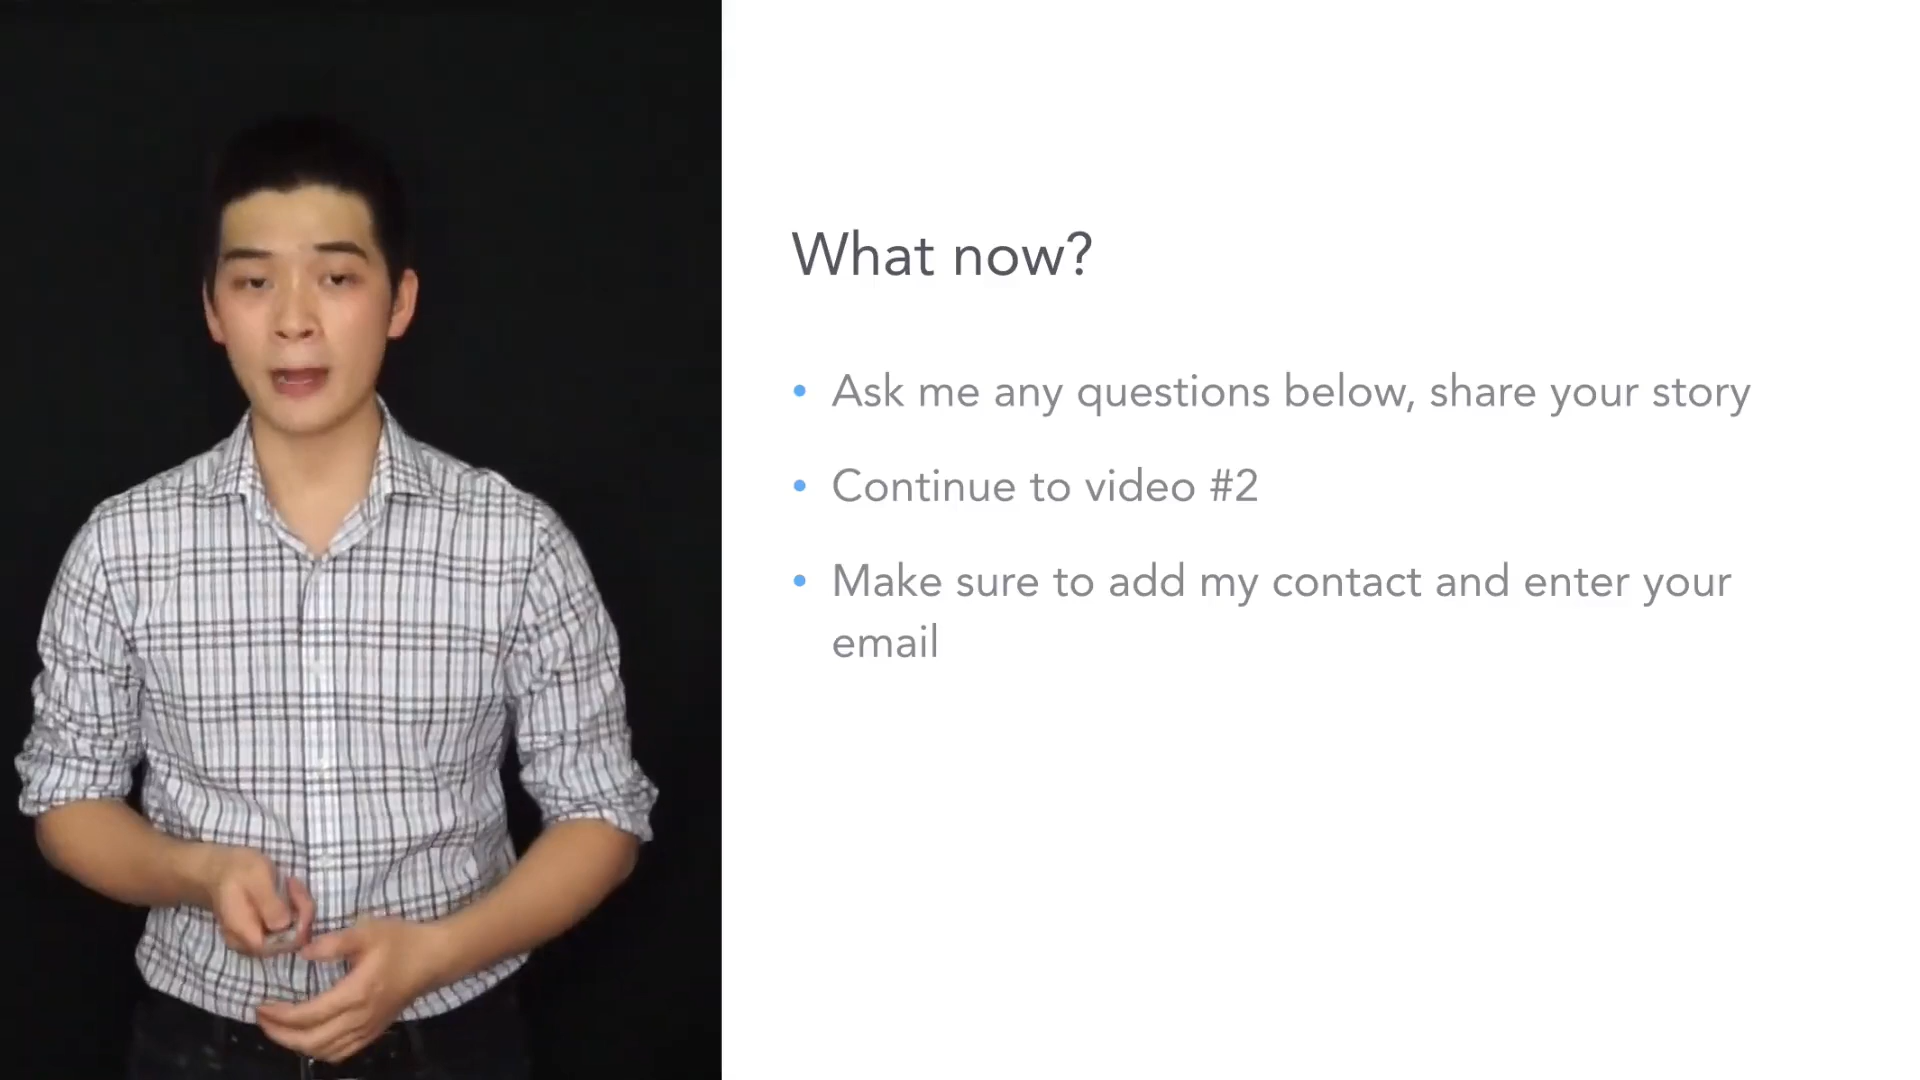 What now?
• Ask me any questions below, share your story
• Continue to video #2
• Make sure to add my contact and enter your
email